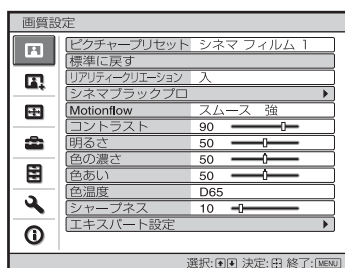 画質設定
ピクチャープリセット シネマ フィルム 1
標準に戻す
リアリティークリエーション 入
シネマブラックプロ
Motionflow スムース 強
コントラスト 90
明るさ 50
色の濃さ 50
色あい 50
色温度 D65
シャープネス 10
エキスパート設定
選択: 決定: 終了: MENU